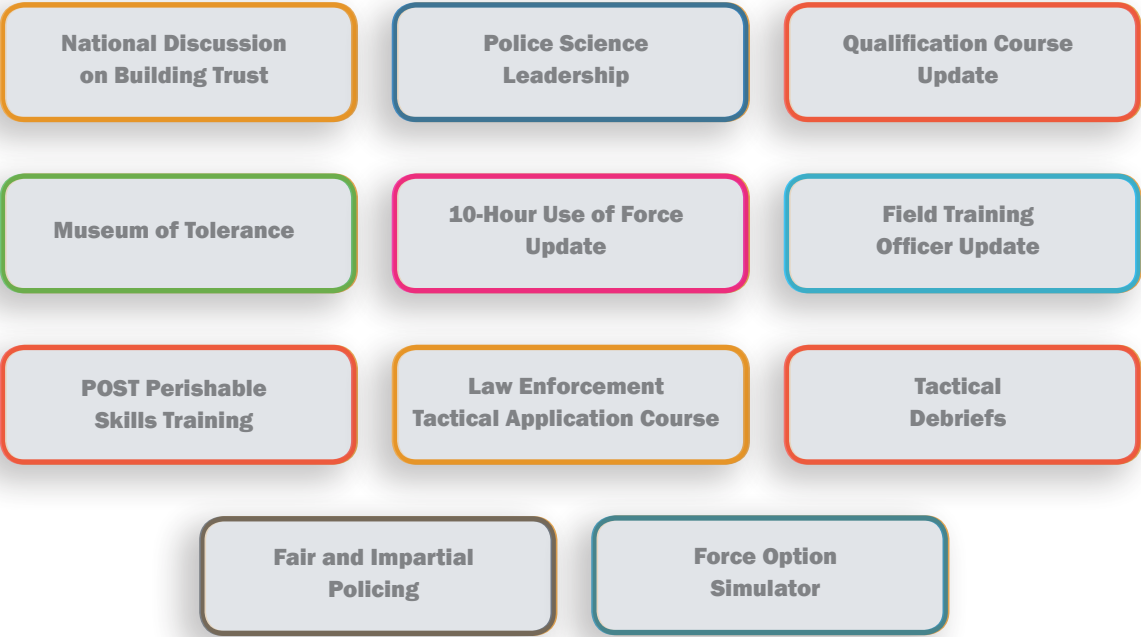 National Discussion
on Building Trust
Police Science
Leadership
Qualification Course
Update
Museum of Tolerance
10-Hour Use of Force
Update
Field Training
Officer Update
POST Perishable
Skills Training
Law Enforcement
Tactical Application Course
Tactical
Debriefs
Fair and Impartial
Policing
Force Option
Simulator